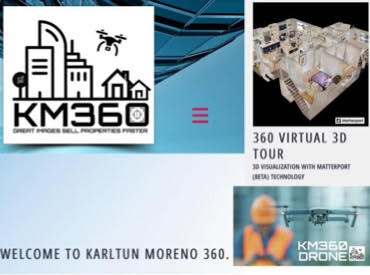 KM360
GREAT IMAGES SELL PROPERTIES FASTER
Matterport
360 VIRTUAL 3D
TOUR
3D VISUALIZATION WITH MATTERPORT
(BETA) TECHNOLOGY
KM360
DRONE
WELCOME TO KARLTUN MORENO 360.